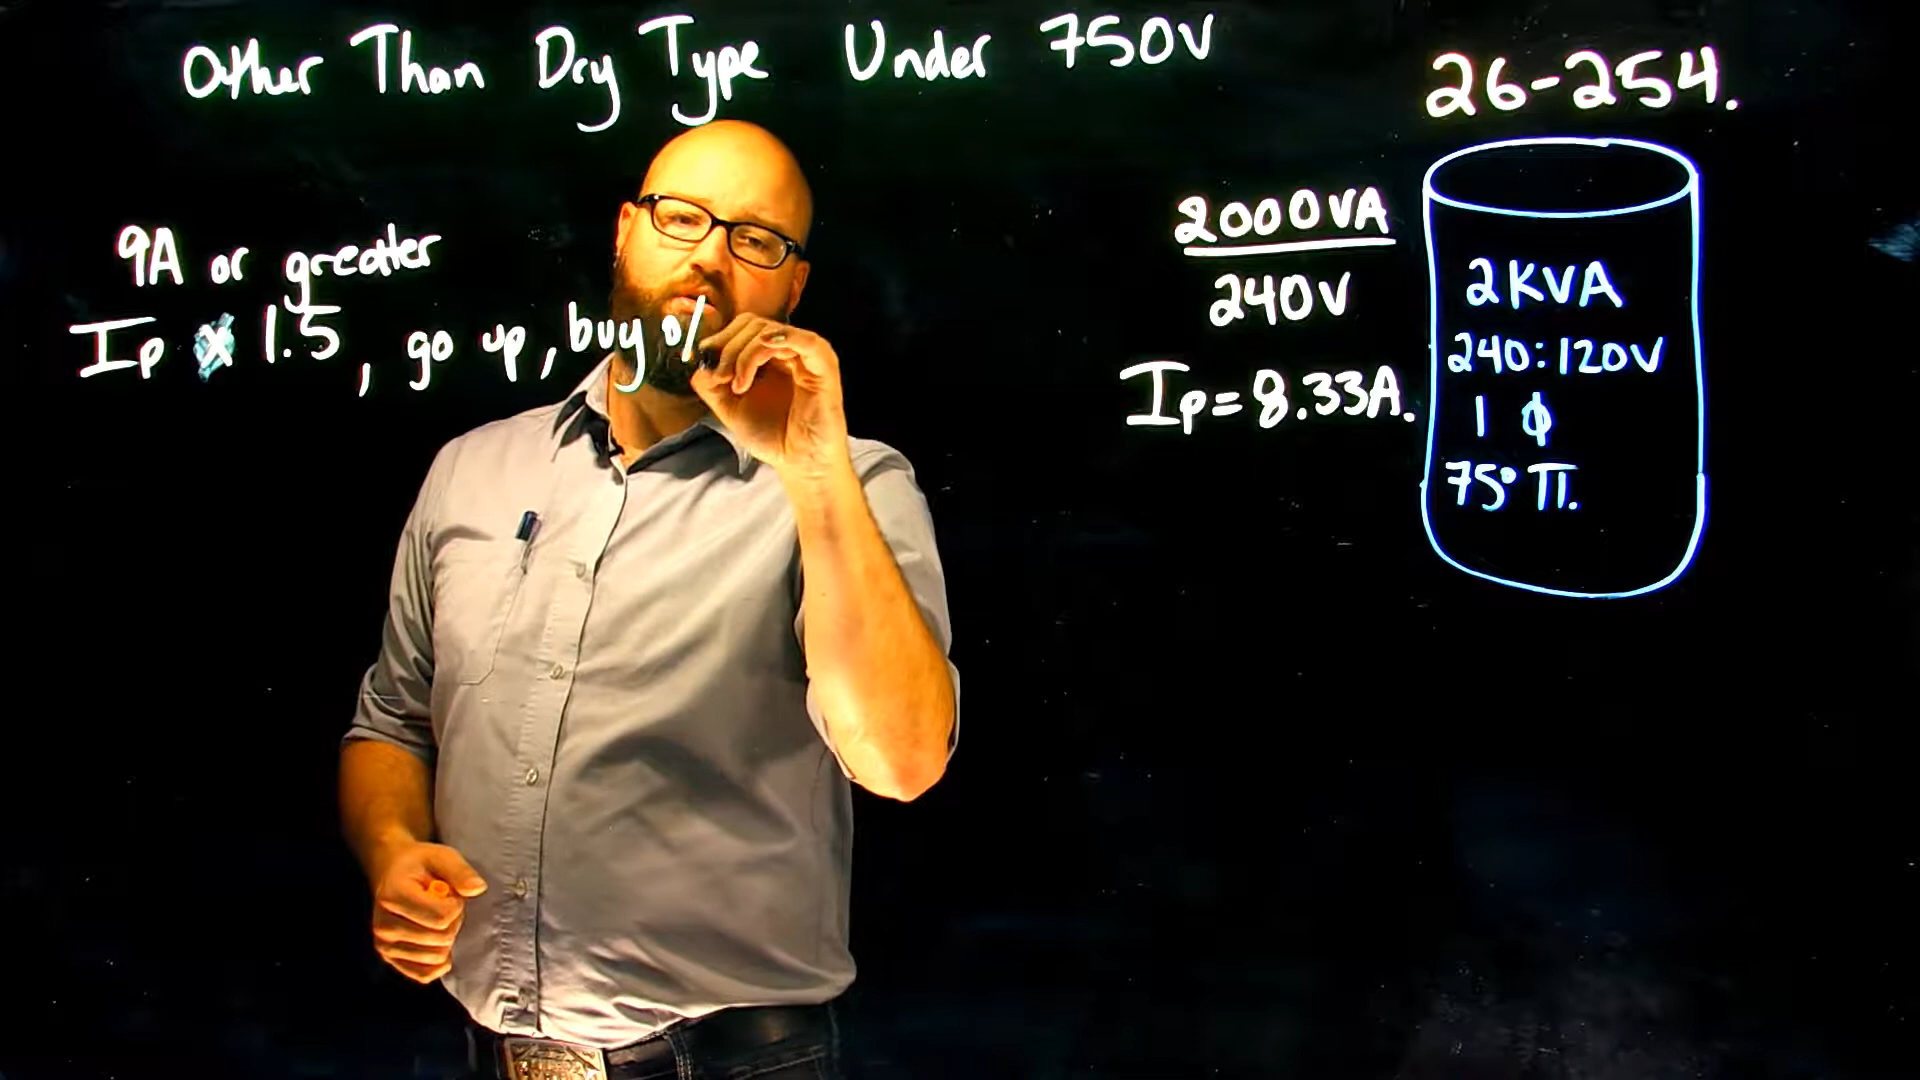 Other Than Dry Type Under 750V
26-254.
9A or greater
Ip x 1.5, go up, buy o/
2000VA
240V
Ip = 8.33A.
2KVA
240:120V
1 ϕ
75° TT.